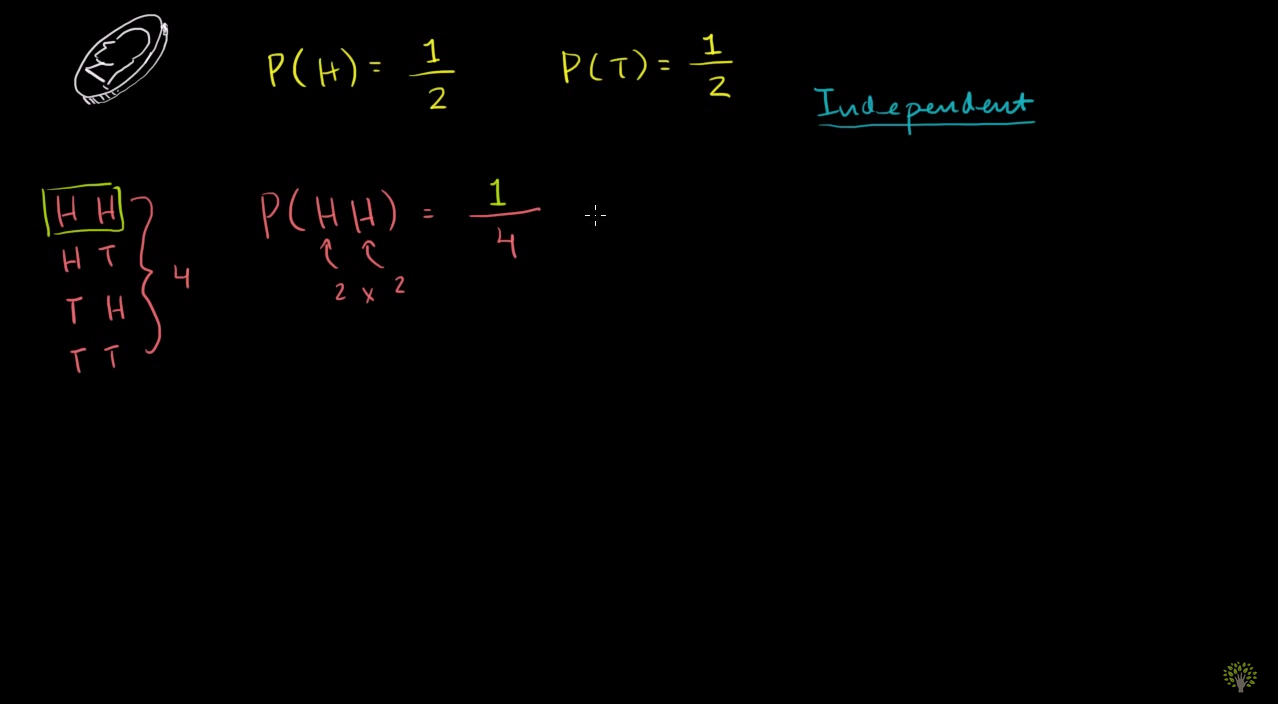 P(H) = 1/2 P(T) = 1/2
Independent
H H
H T
T H
T T
4
P(H H) = 1/4
2 x 2